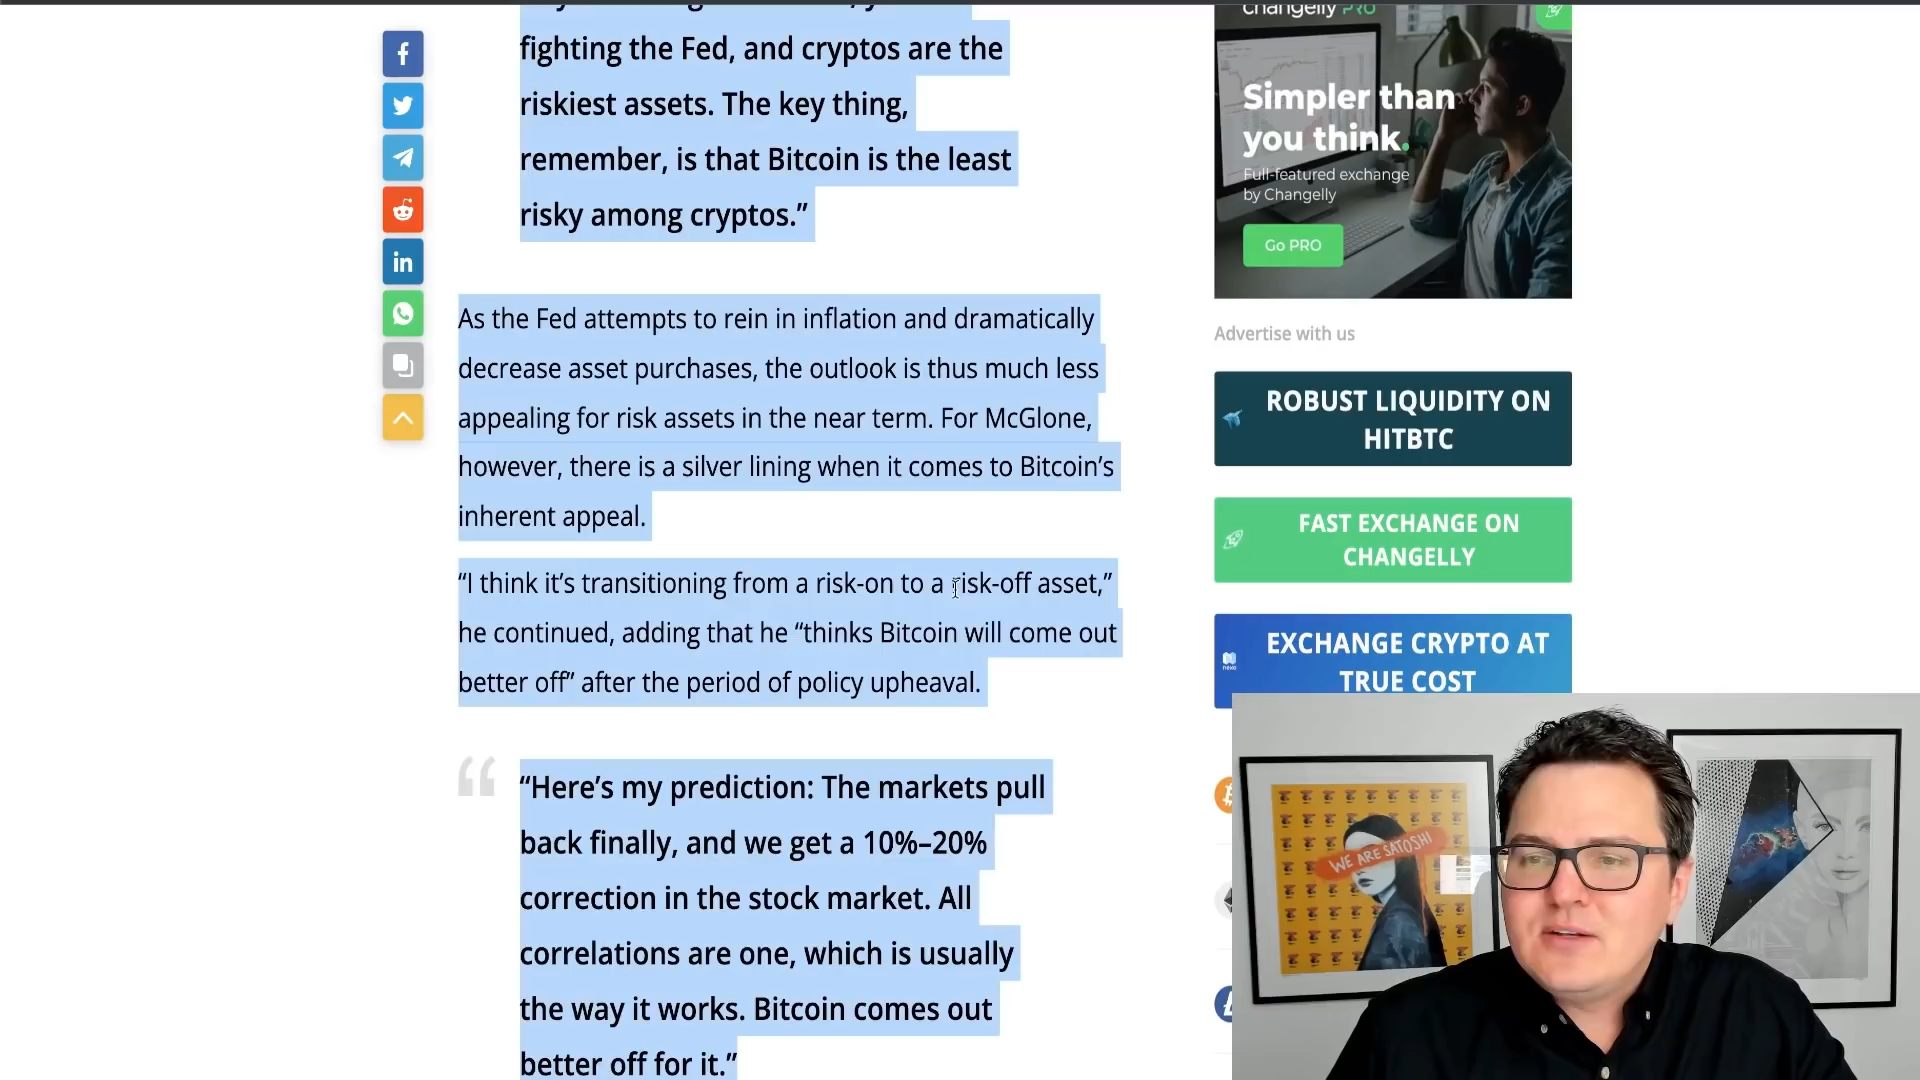 fighting the Fed, and cryptos are the
riskiest assets. The key thing,
remember, is that Bitcoin is the least
risky among cryptos.”
As the Fed attempts to rein in inflation and dramatically
decrease asset purchases, the outlook is thus much less
appealing for risk assets in the near term. For McGlone,
however, there is a silver lining when it comes to Bitcoin’s
inherent appeal.
“I think it’s transitioning from a risk-on to a risk-off asset,”
he continued, adding that he “thinks Bitcoin will come out
better off” after the period of policy upheaval.
“Here’s my prediction: The markets pull
back finally, and we get a 10%–20%
correction in the stock market. All
correlations are one, which is usually
the way it works. Bitcoin comes out
better off for it.”
changelly PRO
Simpler than
you think.
Full-featured exchange
by Changelly
Go PRO
Advertise with us
ROBUST LIQUIDITY ON
HITBTC
FAST EXCHANGE ON
CHANGELLY
nexo
EXCHANGE CRYPTO AT
TRUE COST
WE ARE SATOSHI